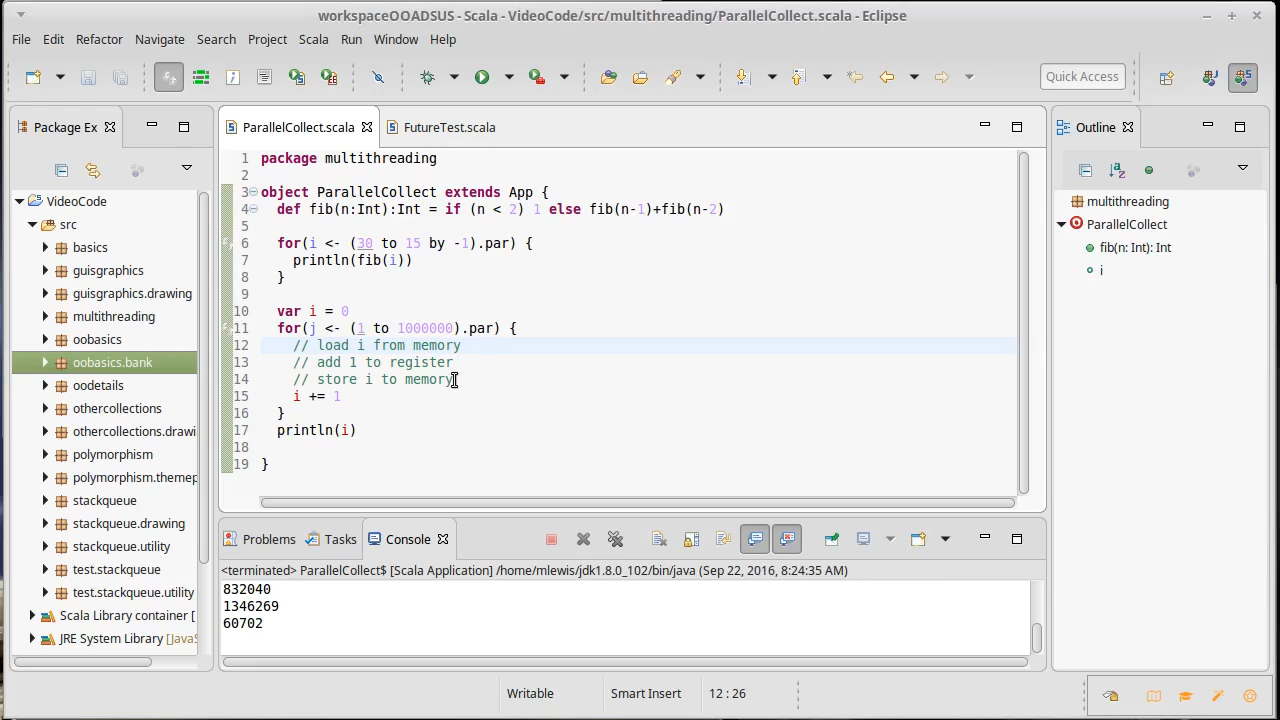 workspaceOOADSUS - Scala - VideoCode/src/multithreading/ParallelCollect.scala - Eclipse
File Edit Refactor Navigate Search Project Scala Run Window Help
Quick Access
Package Ex
VideoCode
src
basics
guisgraphics
guisgraphics.drawing
multithreading
oobasics
oobasics.bank
oodetails
othercollections
othercollections.drawi
polymorphism
polymorphism.themep
stackqueue
stackqueue.drawing
stackqueue.utility
test.stackqueue
test.stackqueue.utility
Scala Library container [
JRE System Library [JavaS
ParallelCollect.scala FutureTest.scala
1 package multithreading
2
3 object ParallelCollect extends App {
4 def fib(n:Int):Int = if (n < 2) 1 else fib(n-1)+fib(n-2)
5
6 for(i <- (30 to 15 by -1).par) {
7 println(fib(i))
8 }
9
10 var i = 0
11 for(j <- (1 to 1000000).par) {
12 // load i from memory
13 // add 1 to register
14 // store i to memory
15 i += 1
16 }
17 println(i)
18
19 }
Outline
multithreading
ParallelCollect
fib(n: Int): Int
i
Problems Tasks Console
<terminated> ParallelCollect$ [Scala Application] /home/mlewis/jdk1.8.0_102/bin/java (Sep 22, 2016, 8:24:35 AM)
832040
1346269
60702
Writable Smart Insert 12 : 26